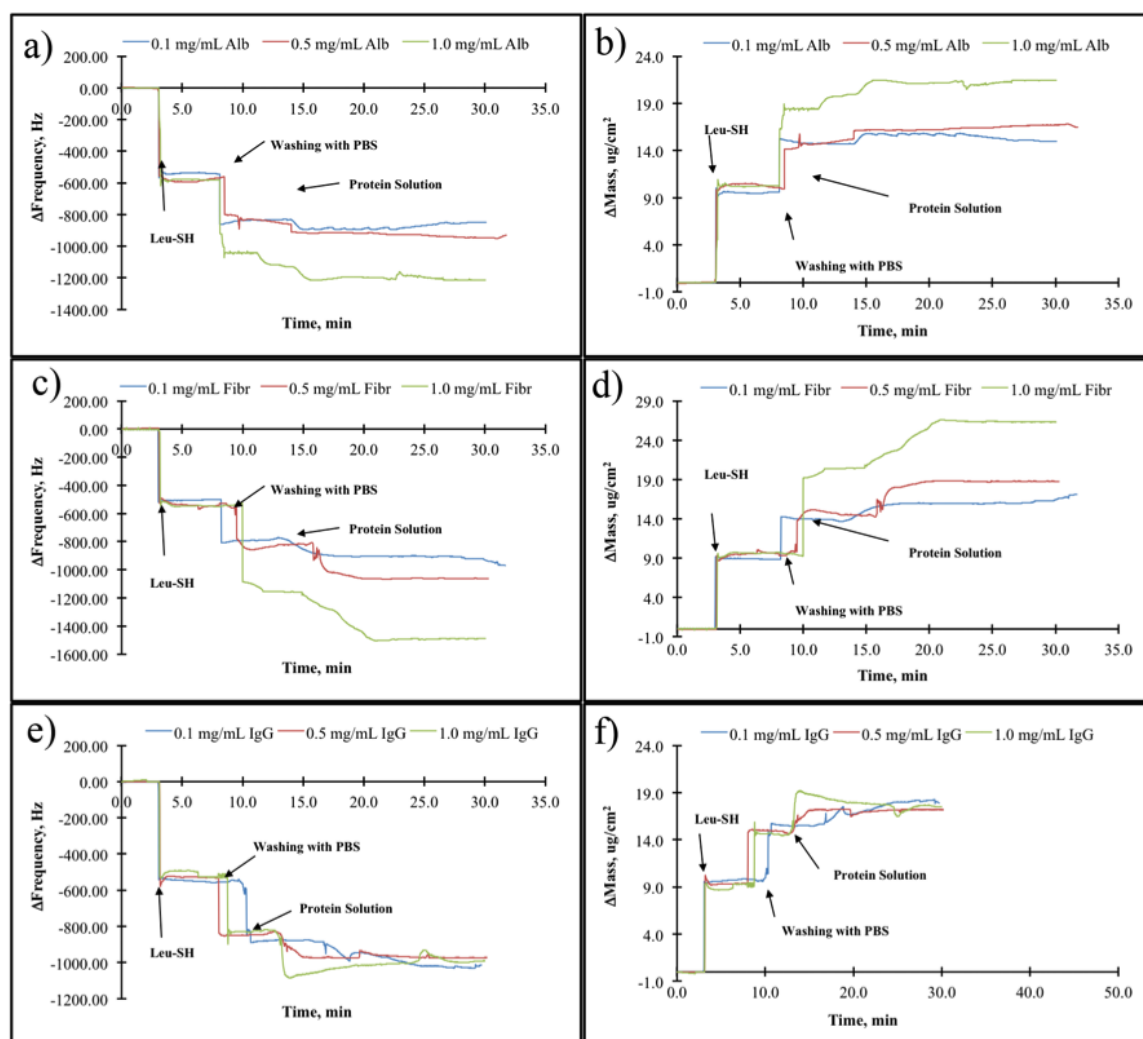 a)
0.1 mg/mL Alb 0.5 mg/mL Alb 1.0 mg/mL Alb
200.00
0.00
-200.00
-400.00
-600.00
-800.00
-1000.00
-1200.00
-1400.00
0.0 5.0 10.0 15.0 20.0 25.0 30.0 35.0
ΔFrequency, Hz
Washing with PBS
Protein Solution
Leu-SH
Time, min
b)
0.1 mg/mL Alb 0.5 mg/mL Alb 1.0 mg/mL Alb
24.0
19.0
14.0
9.0
4.0
-1.0
ΔMass, ug/cm²
Leu-SH
Protein Solution
Washing with PBS
0.0 5.0 10.0 15.0 20.0 25.0 30.0 35.0
Time, min
c)
0.1 mg/mL Fibr 0.5 mg/mL Fibr 1.0 mg/mL Fibr
200.00
0.00
-200.00
-400.00
-600.00
-800.00
-1000.00
-1200.00
-1400.00
-1600.00
0.0 5.0 10.0 15.0 20.0 25.0 30.0 35.0
ΔFrequency, Hz
Washing with PBS
Protein Solution
Leu-SH
Time, min
d)
0.1 mg/mL Fibr 0.5 mg/mL Fibr 1.0 mg/mL Fibr
29.0
24.0
19.0
14.0
9.0
4.0
-1.0
ΔMass, ug/cm²
Leu-SH
Protein Solution
Washing with PBS
0.0 5.0 10.0 15.0 20.0 25.0 30.0 35.0
Time, min
e)
0.1 mg/mL IgG 0.5 mg/mL IgG 1.0 mg/mL IgG
200.00
0.00
-200.00
-400.00
-600.00
-800.00
-1000.00
-1200.00
0.0 5.0 10.0 15.0 20.0 25.0 30.0 35.0
ΔFrequency, Hz
Washing with PBS
Protein Solution
Leu-SH
Time, min
f)
0.1 mg/mL IgG 0.5 mg/mL IgG 1.0 mg/mL IgG
24.0
19.0
14.0
9.0
4.0
-1.0
ΔMass, ug/cm²
Leu-SH
Protein Solution
Washing with PBS
0.0 10.0 20.0 30.0 40.0 50.0
Time, min